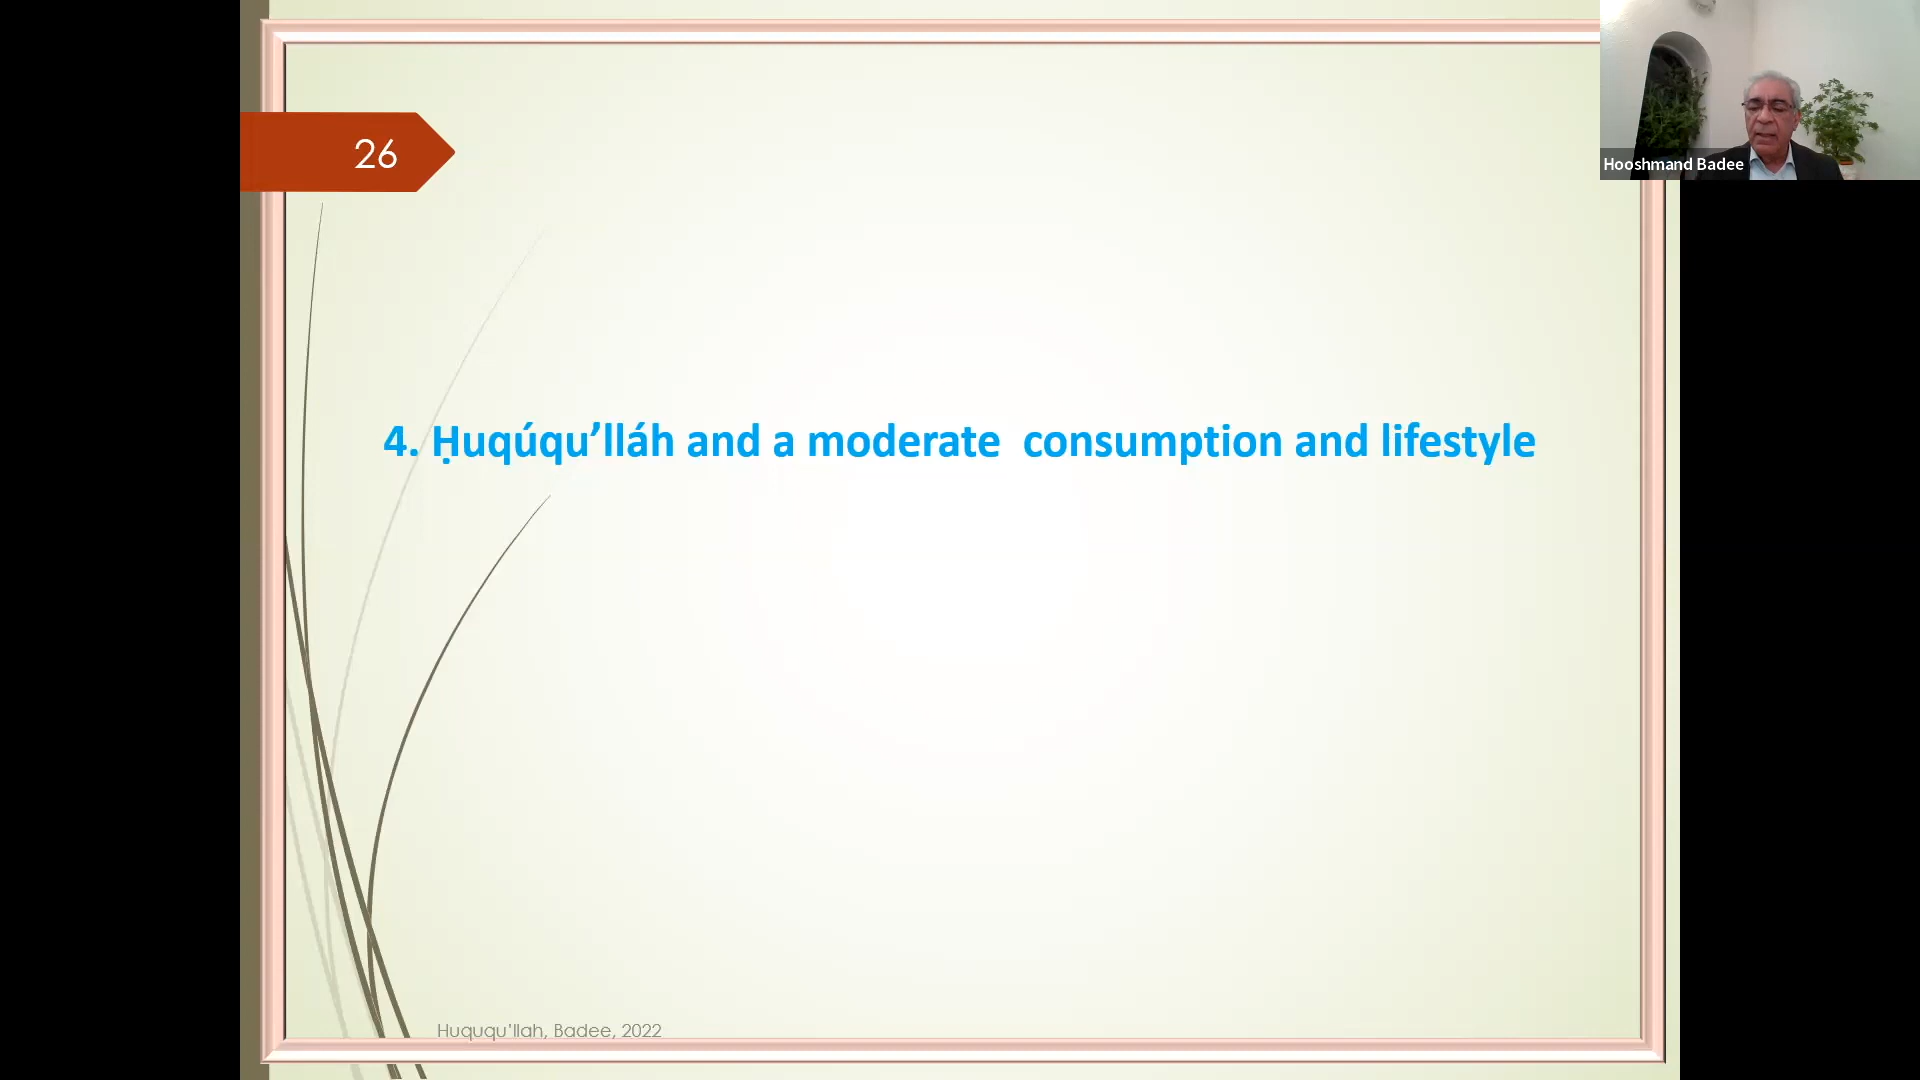 26
Hooshmand Badee
4. Ḥuqúqu’lláh and a moderate  consumption and lifestyle
Huququ'llah, Badee, 2022